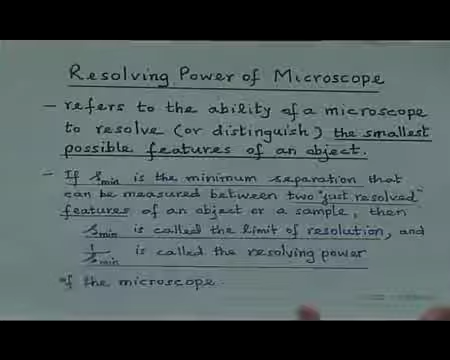 Resolving Power of Microscope
- refers to the ability of a microscope
to resolve (or distinguish) the smallest
possible features of an object.
- If smin is the minimum separation that
can be measured between two "just resolved"
features of an object or a sample, then
smin is called the limit of resolution, and
1/smin is called the resolving power
of the microscope.